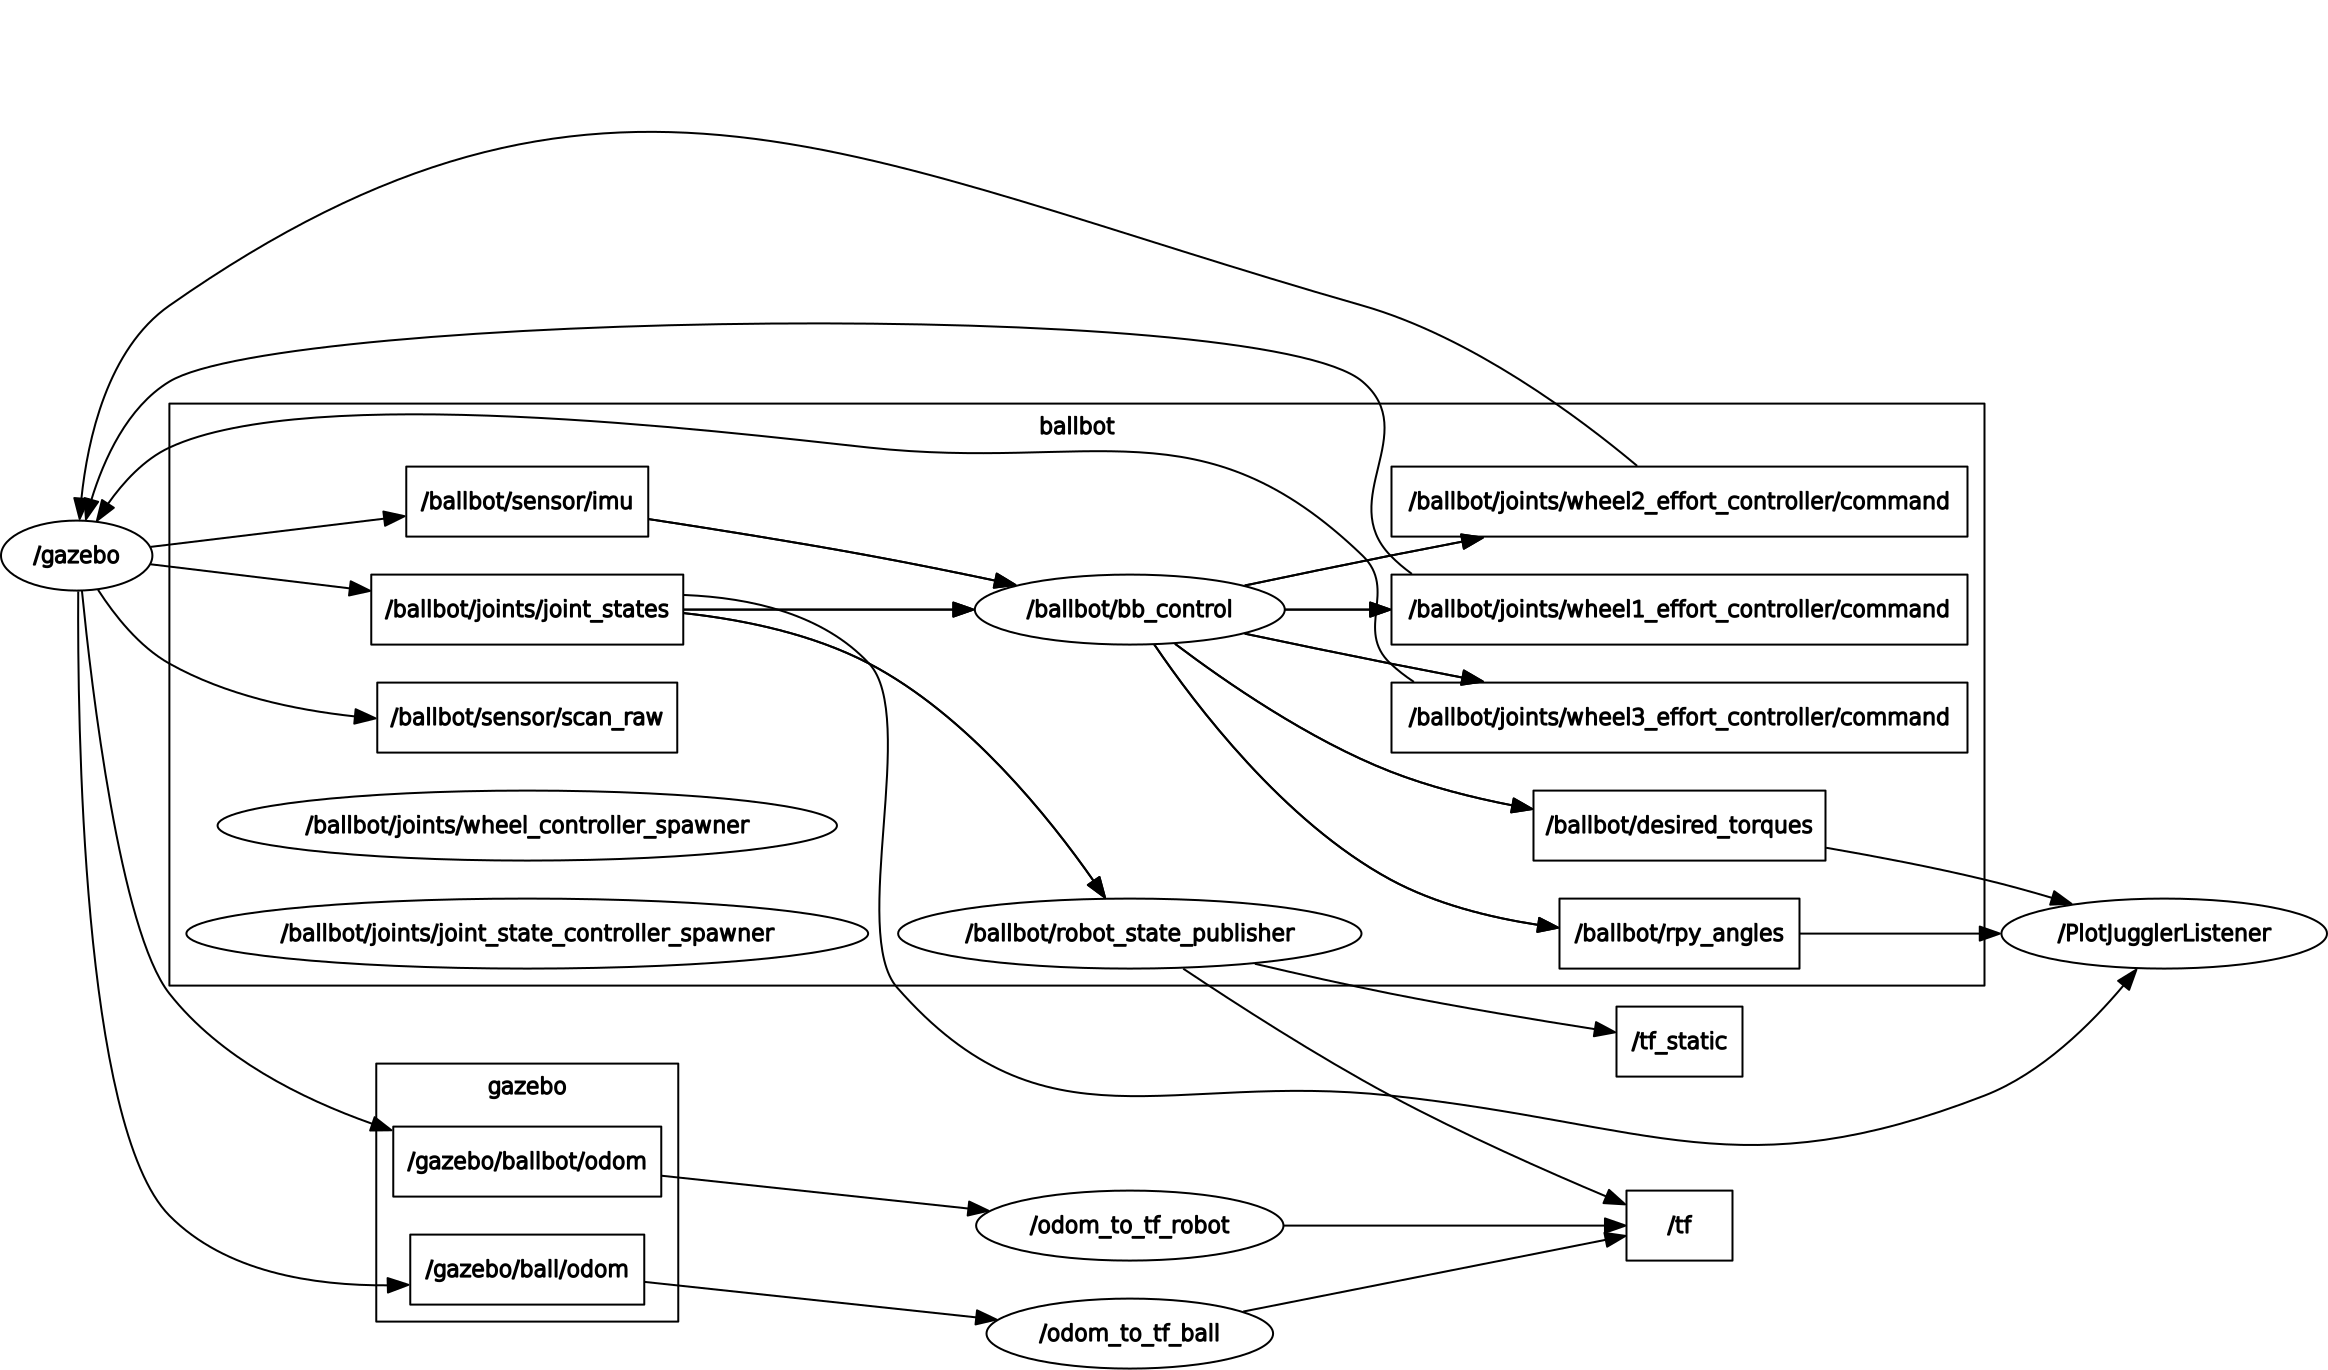 ballbot
/ballbot/sensor/imu
/ballbot/joints/wheel2_effort_controller/command
/gazebo
/ballbot/joints/joint_states
/ballbot/bb_control
/ballbot/joints/wheel1_effort_controller/command
/ballbot/sensor/scan_raw
/ballbot/joints/wheel3_effort_controller/command
/ballbot/joints/wheel_controller_spawner
/ballbot/desired_torques
/ballbot/joints/joint_state_controller_spawner
/ballbot/robot_state_publisher
/ballbot/rpy_angles
/PlotJugglerListener
/tf_static
gazebo
/gazebo/ballbot/odom
/odom_to_tf_robot
/tf
/gazebo/ball/odom
/odom_to_tf_ball